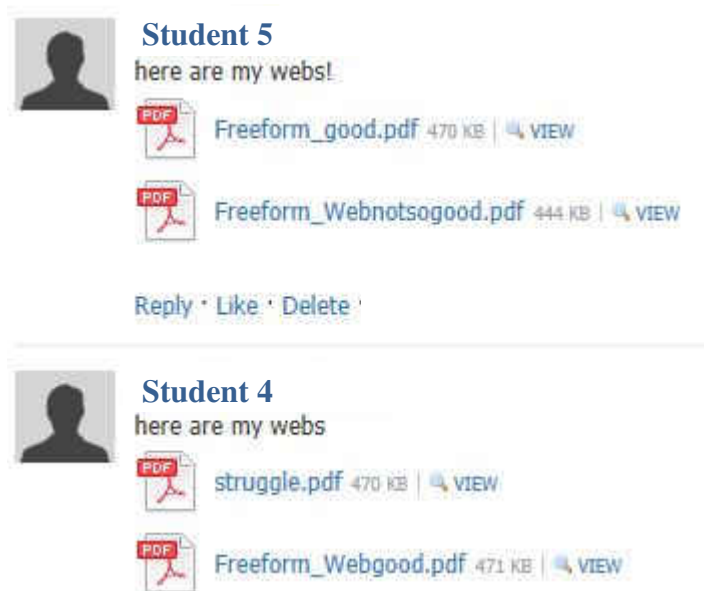 Student 5
here are my webs!
PDF
Freeform_good.pdf 470 KB | VIEW
PDF
Freeform_Webnotsogood.pdf 444 KB | VIEW
Reply · Like · Delete ·
Student 4
here are my webs
PDF
struggle.pdf 470 KB | VIEW
PDF
Freeform_Webgood.pdf 471 KB | VIEW